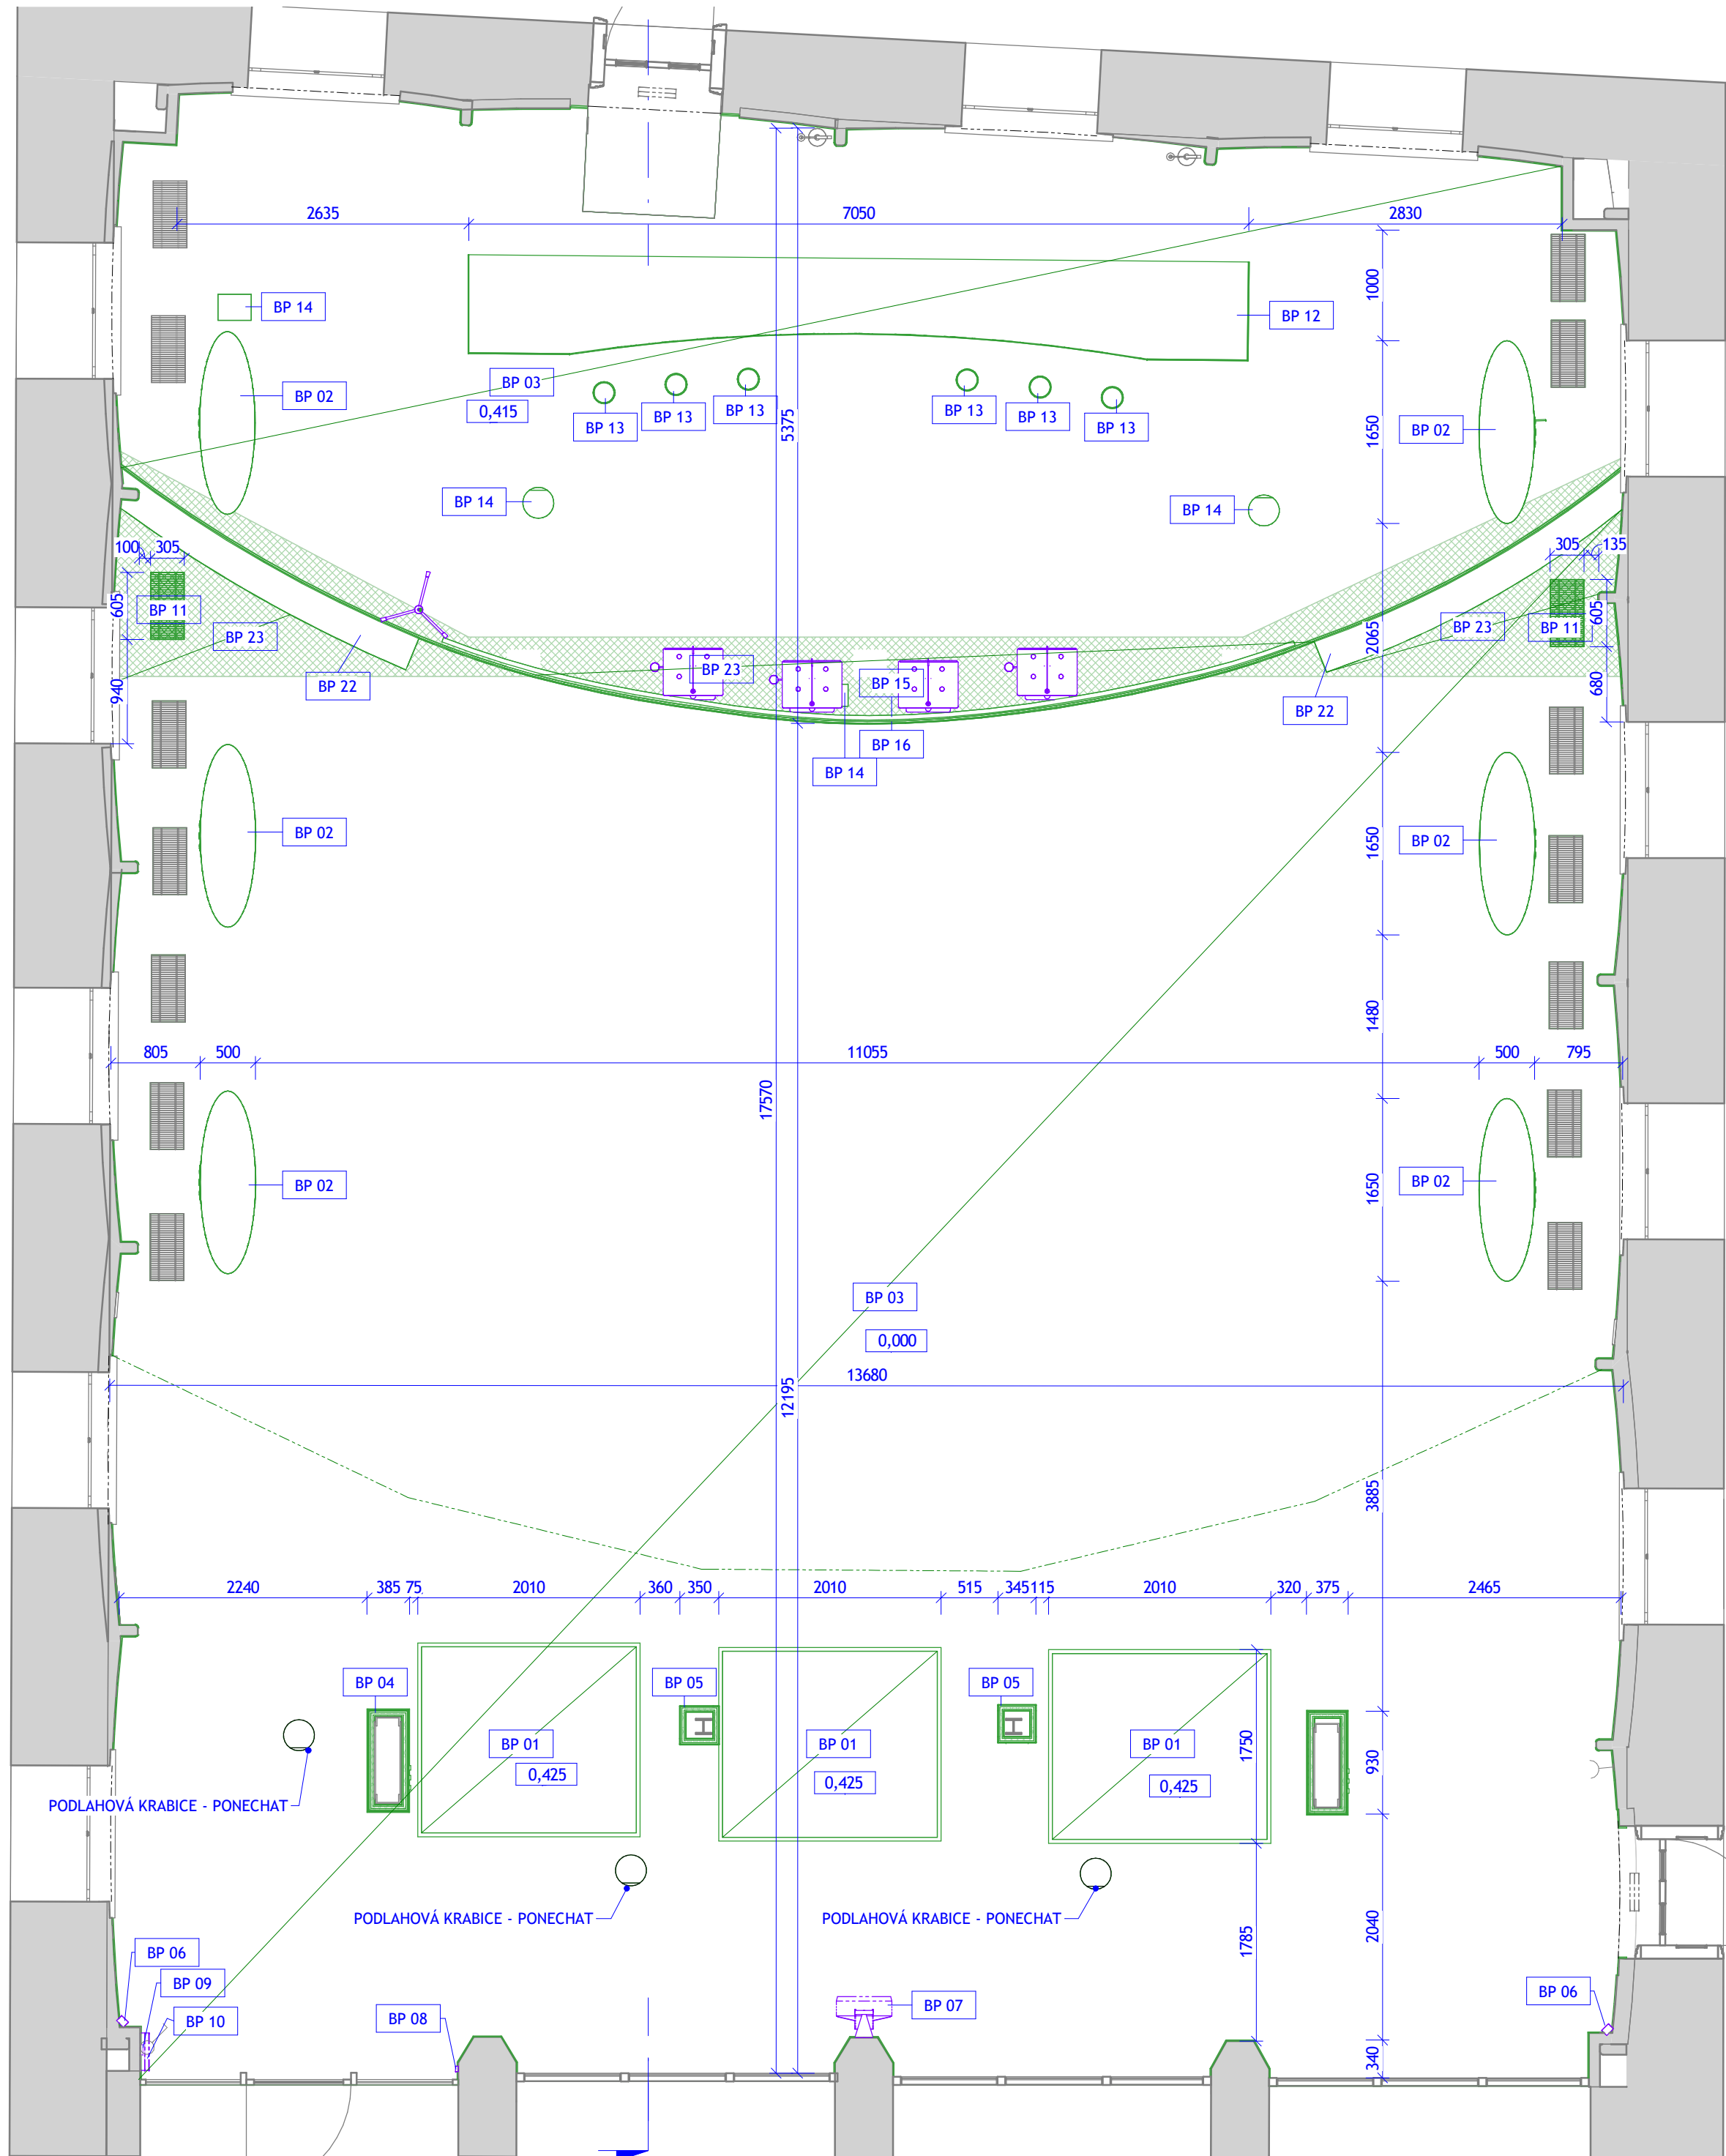 2635
7050
2830
1000
BP 14
BP 12
BP 03
BP 02
0,415
BP 13
BP 13
BP 13
BP 13
BP 13
BP 13
5375
1650
BP 02
BP 14
BP 14
100
305
305
135
605
BP 11
605
BP 23
BP 23
BP 11
2065
BP 23
BP 15
BP 22
940
680
BP 22
BP 16
BP 14
BP 02
1650
BP 02
1480
805
500
11055
500
795
17570
BP 02
1650
BP 02
BP 03
0,000
13680
12195
3885
2240
385
75
2010
360
350
2010
515
345
115
2010
320
375
2465
BP 04
BP 05
BP 05
BP 01
BP 01
BP 01
1750
0,425
0,425
0,425
930
PODLAHOVÁ KRABICE - PONECHAT
PODLAHOVÁ KRABICE - PONECHAT
PODLAHOVÁ KRABICE - PONECHAT
1785
2040
BP 06
BP 09
BP 10
BP 08
BP 07
BP 06
340